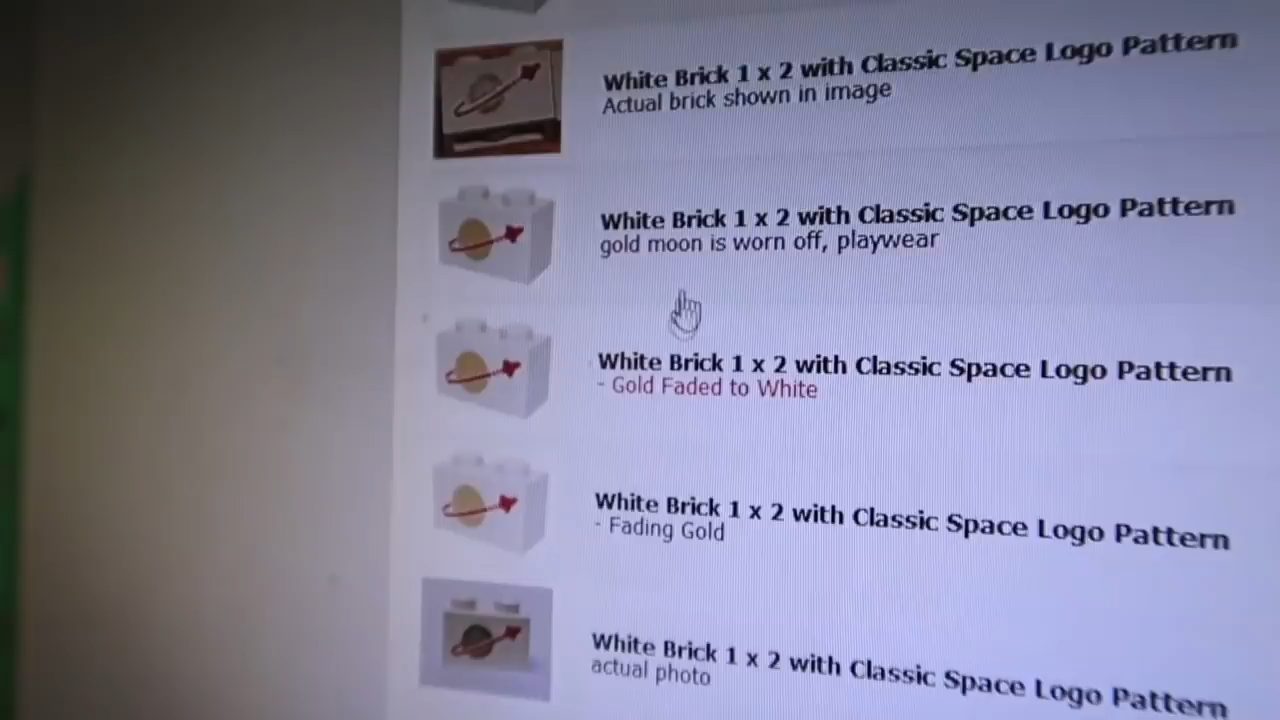 White Brick 1 x 2 with Classic Space Logo Pattern
Actual brick shown in image
White Brick 1 x 2 with Classic Space Logo Pattern
gold moon is worn off, playwear
White Brick 1 x 2 with Classic Space Logo Pattern
- Gold Faded to White
White Brick 1 x 2 with Classic Space Logo Pattern
- Fading Gold
White Brick 1 x 2 with Classic Space Logo Pattern
actual photo